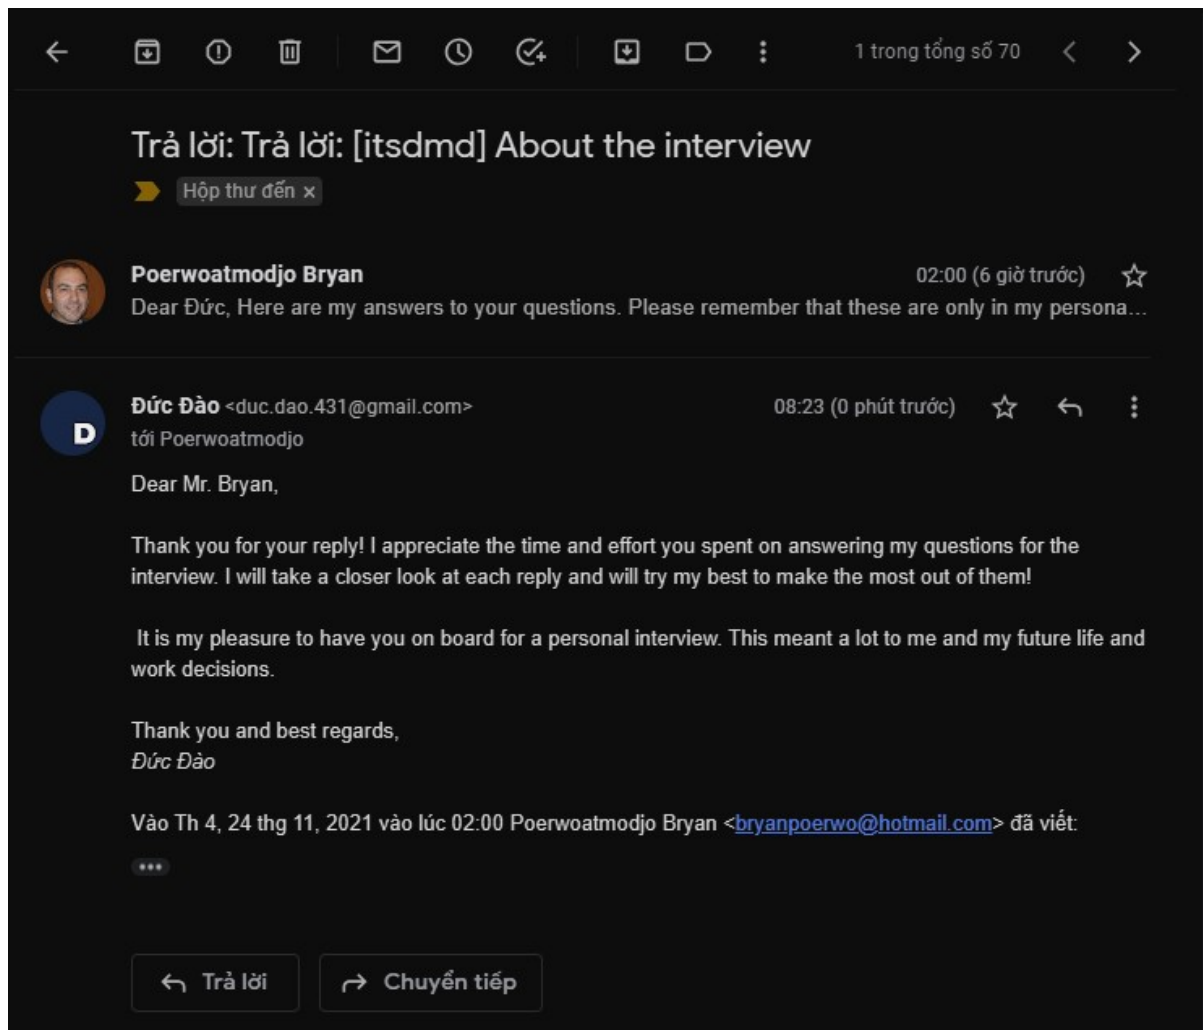 1 trong tổng số 70
Trả lời: Trả lời: [itsdmd] About the interview
Hộp thư đến x
Poerwoatmodjo Bryan 02:00 (6 giờ trước)
Dear Đức, Here are my answers to your questions. Please remember that these are only in my persona...
D
Đức Đào <duc.dao.431@gmail.com> 08:23 (0 phút trước)
tới Poerwoatmodjo
Dear Mr. Bryan,
Thank you for your reply! I appreciate the time and effort you spent on answering my questions for the
interview. I will take a closer look at each reply and will try my best to make the most out of them!
It is my pleasure to have you on board for a personal interview. This meant a lot to me and my future life and
work decisions.
Thank you and best regards,
Đức Đào
Vào Th 4, 24 thg 11, 2021 vào lúc 02:00 Poerwoatmodjo Bryan <bryanpoerwo@hotmail.com> đã viết:
Trả lời Chuyển tiếp